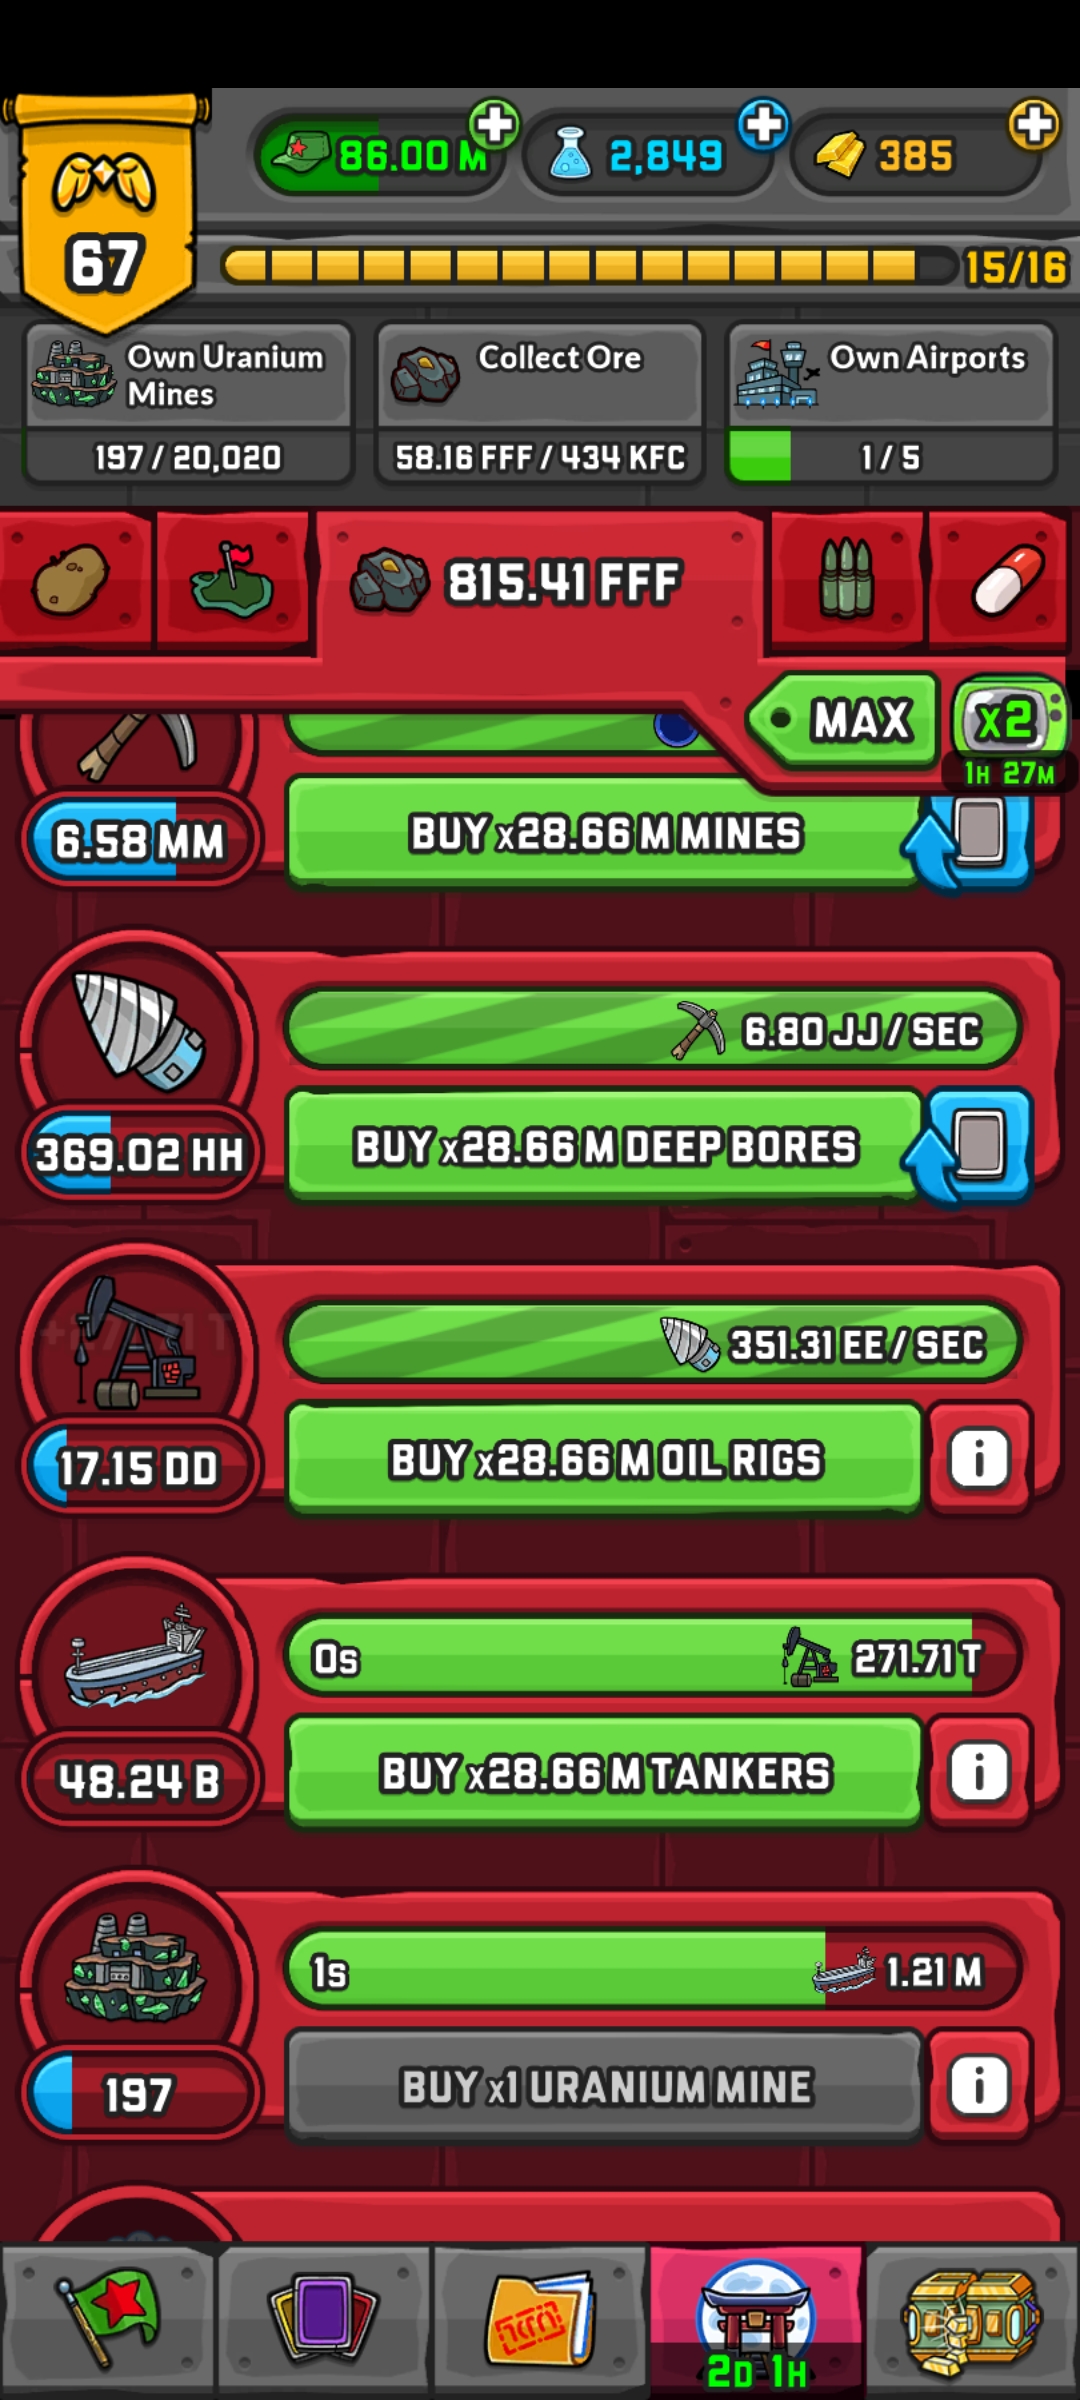 67
86.00 M
2,849
385
15/16
Own Uranium
Mines
197 / 20,020
Collect Ore
58.16 FFF / 434 KFC
Own Airports
1 / 5
815.41 FFF
MAX
x2
1H 27M
6.58 MM
BUY x28.66 M MINES
6.80 JJ / SEC
369.02 HH
BUY x28.66 M DEEP BORES
351.31 EE / SEC
17.15 DD
BUY x28.66 M OIL RIGS
0s
271.71 T
48.24 B
BUY x28.66 M TANKERS
1s
1.21 M
197
BUY x1 URANIUM MINE
2D 1H